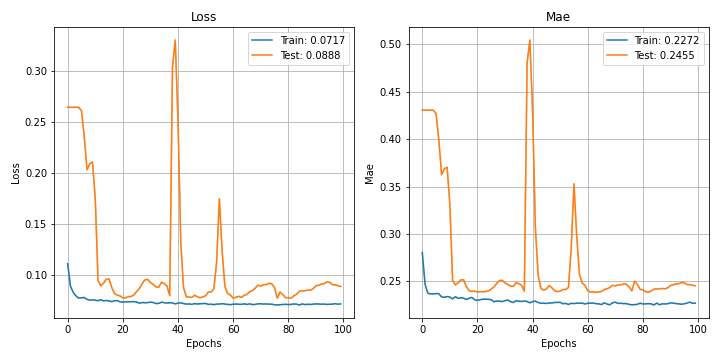 Loss
Train: 0.0717
Test: 0.0888
0.30
0.25
0.20
0.15
0.10
Loss
0 20 40 60 80 100
Epochs
Mae
Train: 0.2272
Test: 0.2455
0.50
0.45
0.40
0.35
0.30
0.25
Mae
0 20 40 60 80 100
Epochs